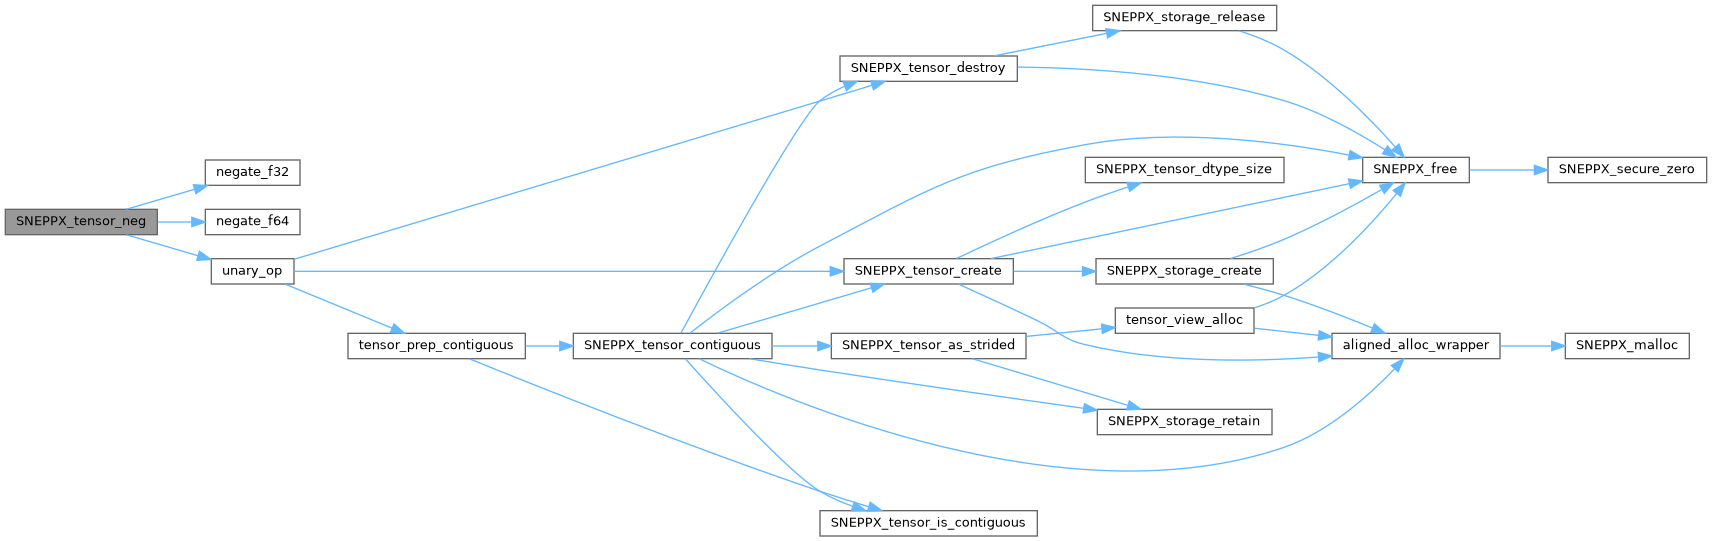 SNEPPX_tensor_neg
negate_f32
negate_f64
unary_op
tensor_prep_contiguous
SNEPPX_tensor_contiguous
SNEPPX_tensor_destroy
SNEPPX_tensor_create
SNEPPX_tensor_as_strided
SNEPPX_tensor_is_contiguous
SNEPPX_storage_release
SNEPPX_tensor_dtype_size
SNEPPX_storage_create
tensor_view_alloc
SNEPPX_storage_retain
SNEPPX_free
aligned_alloc_wrapper
SNEPPX_secure_zero
SNEPPX_malloc